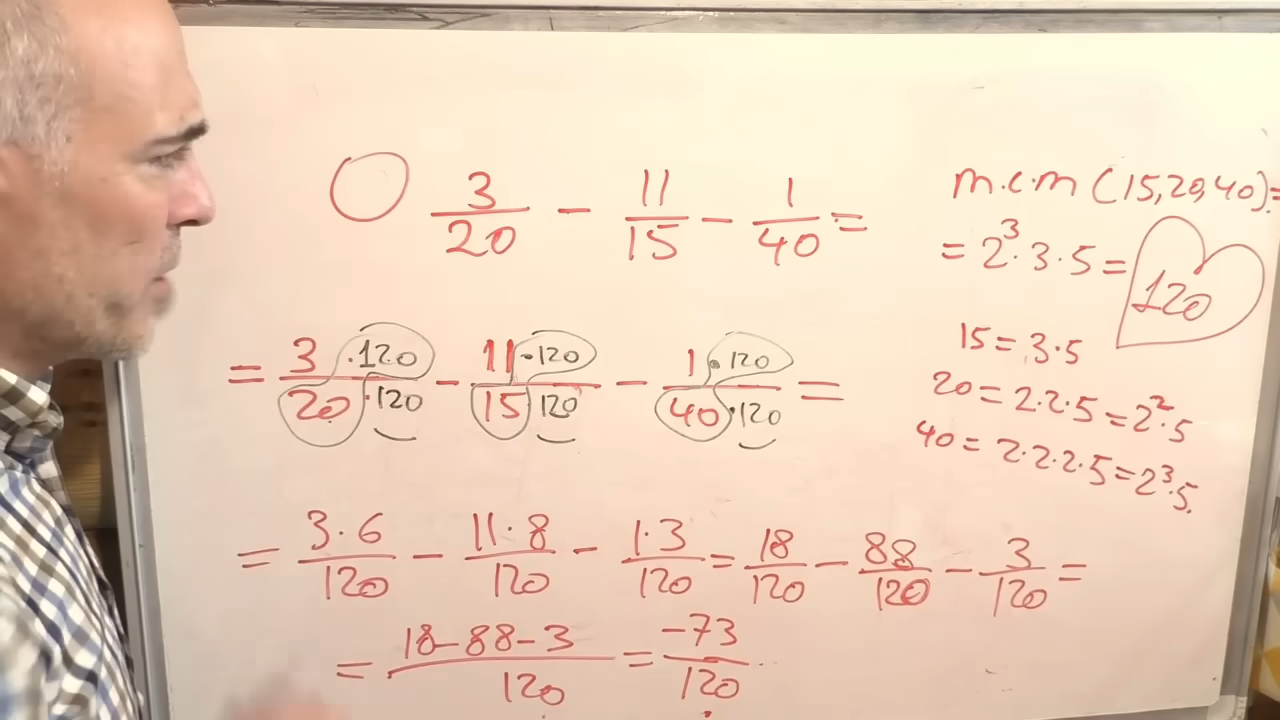 3/20 - 11/15 - 1/40 =
m.c.m (15,20,40)=
= 2³·3·5 = 120
= 3·120/20·120 - 11·120/15 120 - 1·120/40·120 =
15 = 3·5
20 = 2·2·5 = 2²·5
40 = 2·2·2·5 = 2³·5.
= 3·6/120 - 11·8/120 - 1·3/120 = 18/120 - 88/120 - 3/120 =
= 18-88-3/120 = -73/120